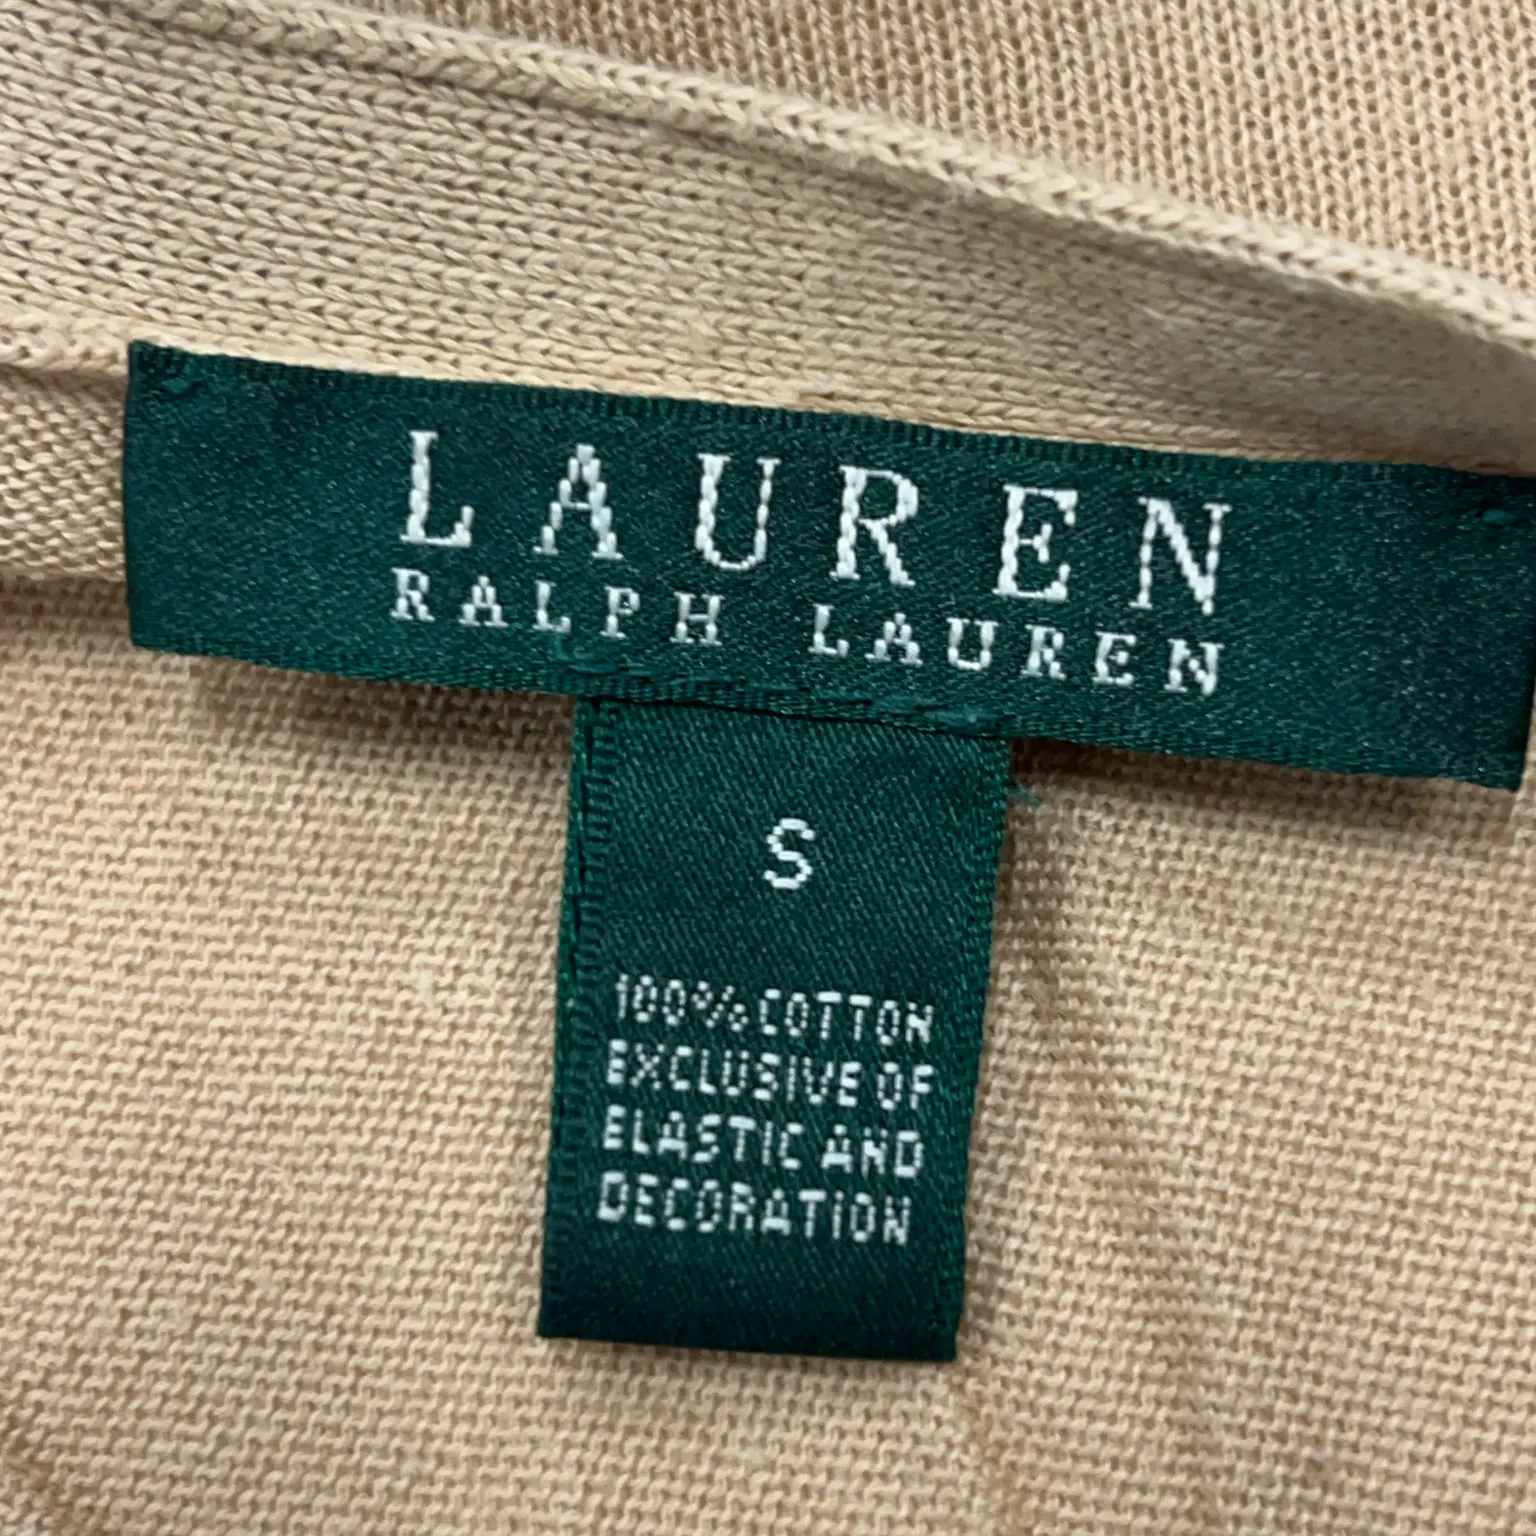 LAUREN
RALPH LAUREN
S
100% COTTON
EXCLUSIVE OF
ELASTIC AND
DECORATION